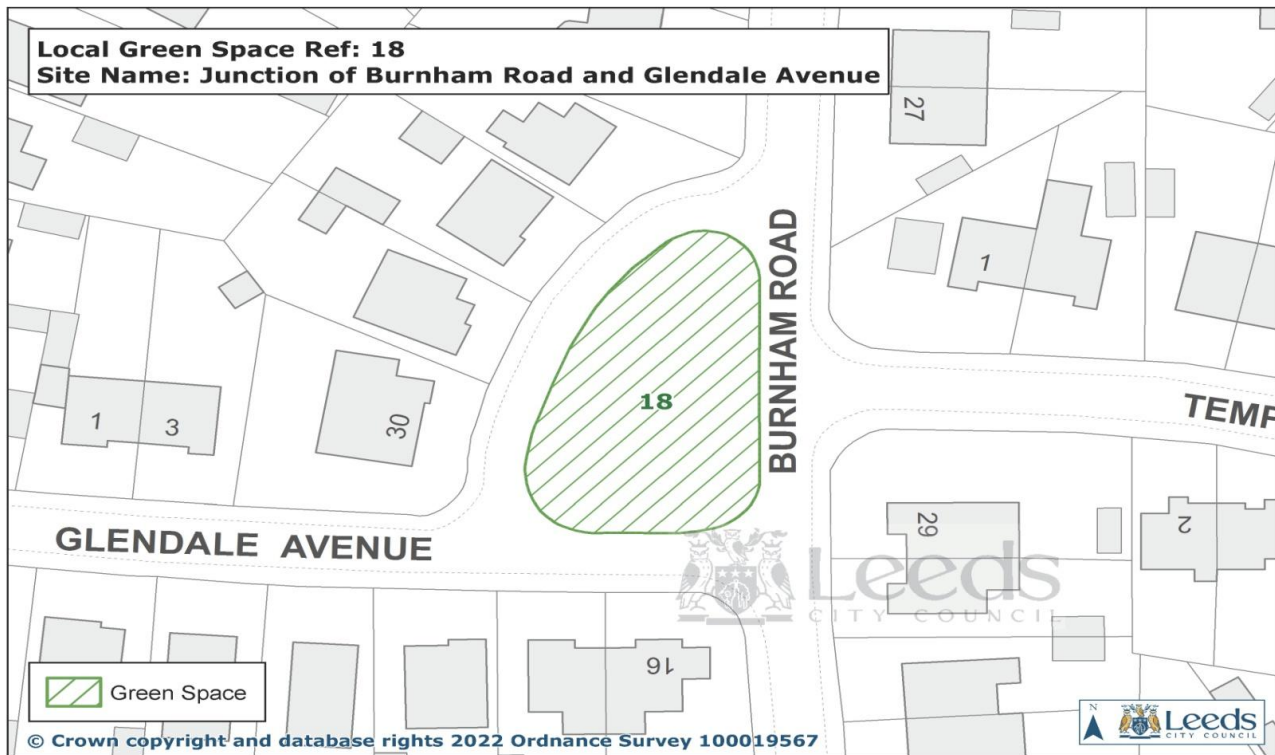 Local Green Space Ref: 18
Site Name: Junction of Burnham Road and Glendale Avenue
27
1
BURNHAM ROAD
18
1
3
30
GLENDALE AVENUE
29
2
Leeds
CITY COUNCIL
16
Green Space
N
Leeds
CITY COUNCIL
© Crown copyright and database rights 2022 Ordnance Survey 100019567